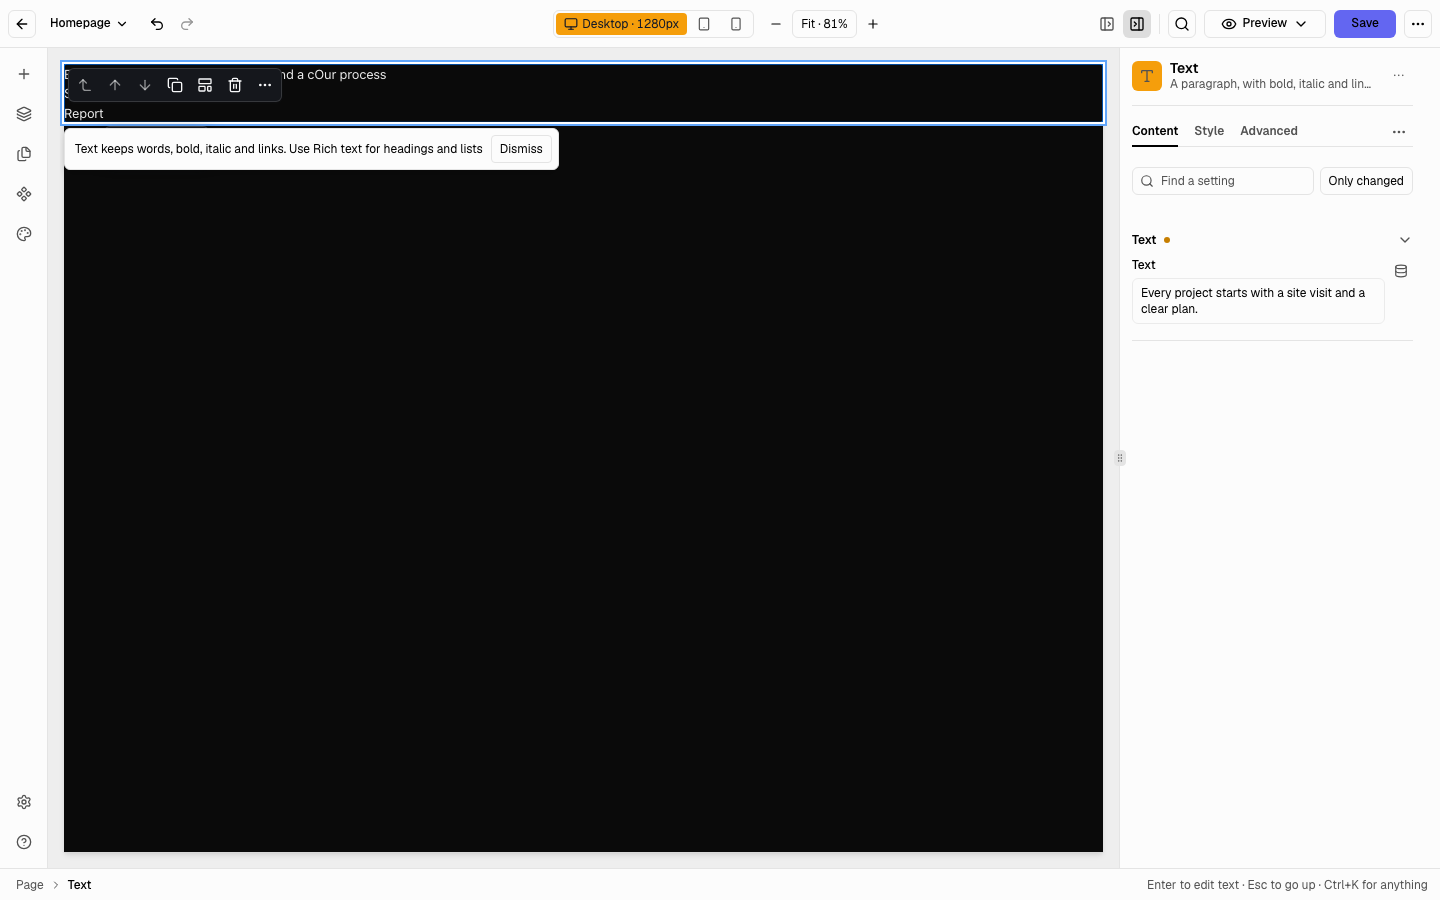 Homepage
Desktop · 1280px
Fit · 81%
Preview
Save
nd a cOur process
Report
Text keeps words, bold, italic and links. Use Rich text for headings and lists
Dismiss
Text
A paragraph, with bold, italic and lin...
Content
Style
Advanced
Find a setting
Only changed
Text
Text
Every project starts with a site visit and a
clear plan.
Page
Text
Enter to edit text · Esc to go up · Ctrl+K for anything